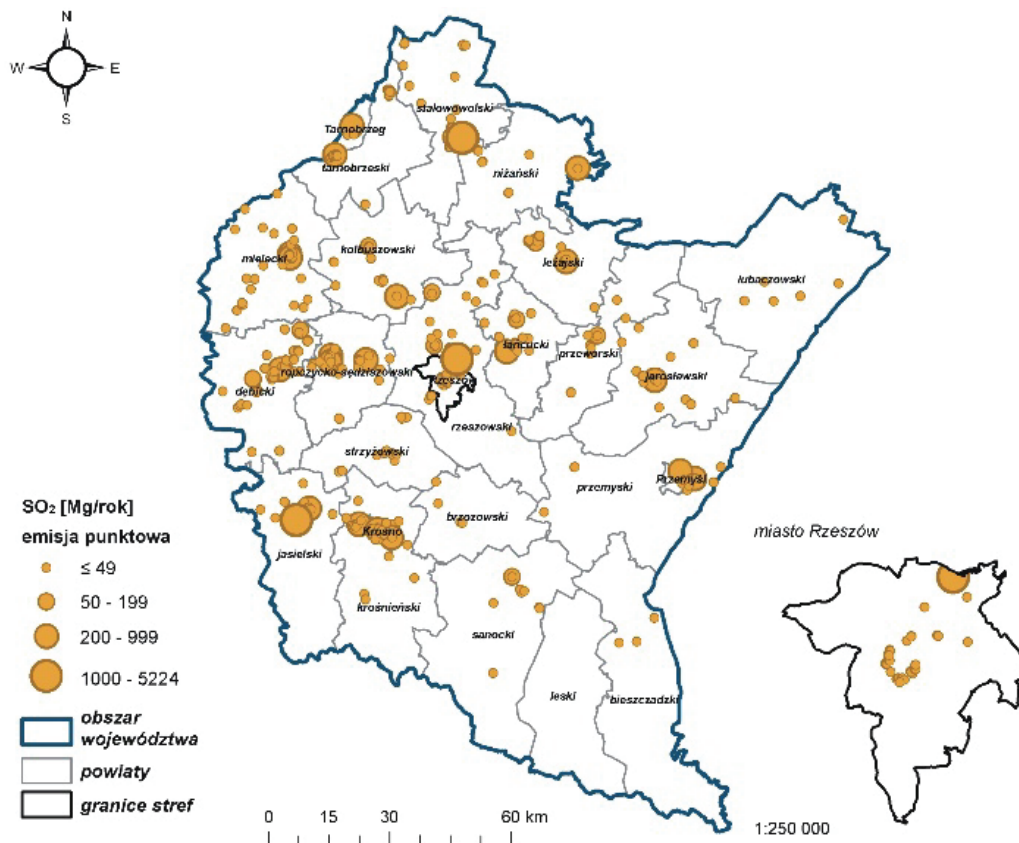 N
W E
S
stalowowolski
Tarnobrzeg
tarnobrzeski
niżański
mielecki
kolbuszowski
leżajski
lubaczowski
łańcucki
przeworski
ropczycko-sędziszowski
Rzeszów
jarosławski
dębicki
rzeszowski
strzyżowski
przemyski
Przemyśl
SO₂ [Mg/rok]
emisja punktowa
≤ 49
50 - 199
200 - 999
1000 - 5224
obszar
województwa
powiaty
granice stref
brzozowski
Krosno
jasielski
krośnieński
sanocki
leski
bieszczadzki
miasto Rzeszów
0 15 30 60 km
1:250 000